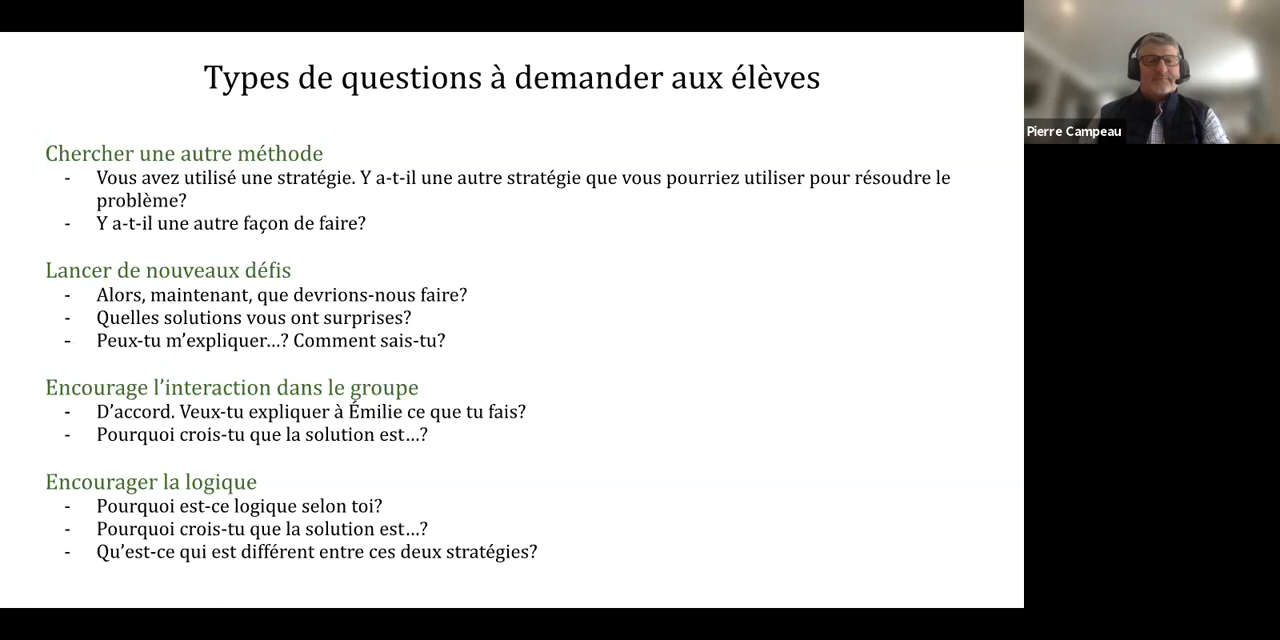 Types de questions à demander aux élèves
Chercher une autre méthode
- Vous avez utilisé une stratégie. Y a-t-il une autre stratégie que vous pourriez utiliser pour résoudre le
problème?
- Y a-t-il une autre façon de faire?
Lancer de nouveaux défis
- Alors, maintenant, que devrions-nous faire?
- Quelles solutions vous ont surprises?
- Peux-tu m’expliquer…? Comment sais-tu?
Encourage l’interaction dans le groupe
- D’accord. Veux-tu expliquer à Émilie ce que tu fais?
- Pourquoi crois-tu que la solution est…?
Encourager la logique
- Pourquoi est-ce logique selon toi?
- Pourquoi crois-tu que la solution est…?
- Qu’est-ce qui est différent entre ces deux stratégies?
Pierre Campeau